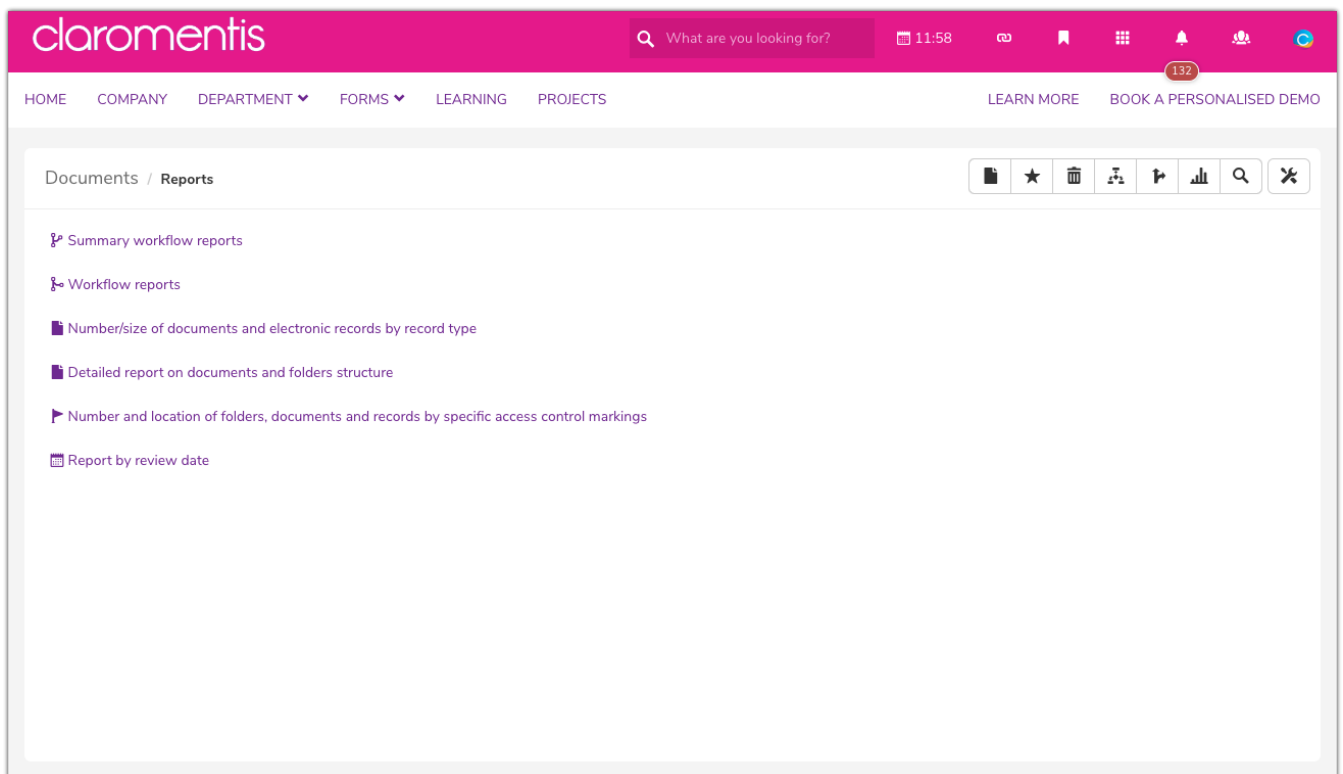 claromentis
What are you looking for?
11:58
132
HOME COMPANY DEPARTMENT FORMS LEARNING PROJECTS LEARN MORE BOOK A PERSONALISED DEMO
Documents / Reports
Summary workflow reports
Workflow reports
Number/size of documents and electronic records by record type
Detailed report on documents and folders structure
Number and location of folders, documents and records by specific access control markings
Report by review date